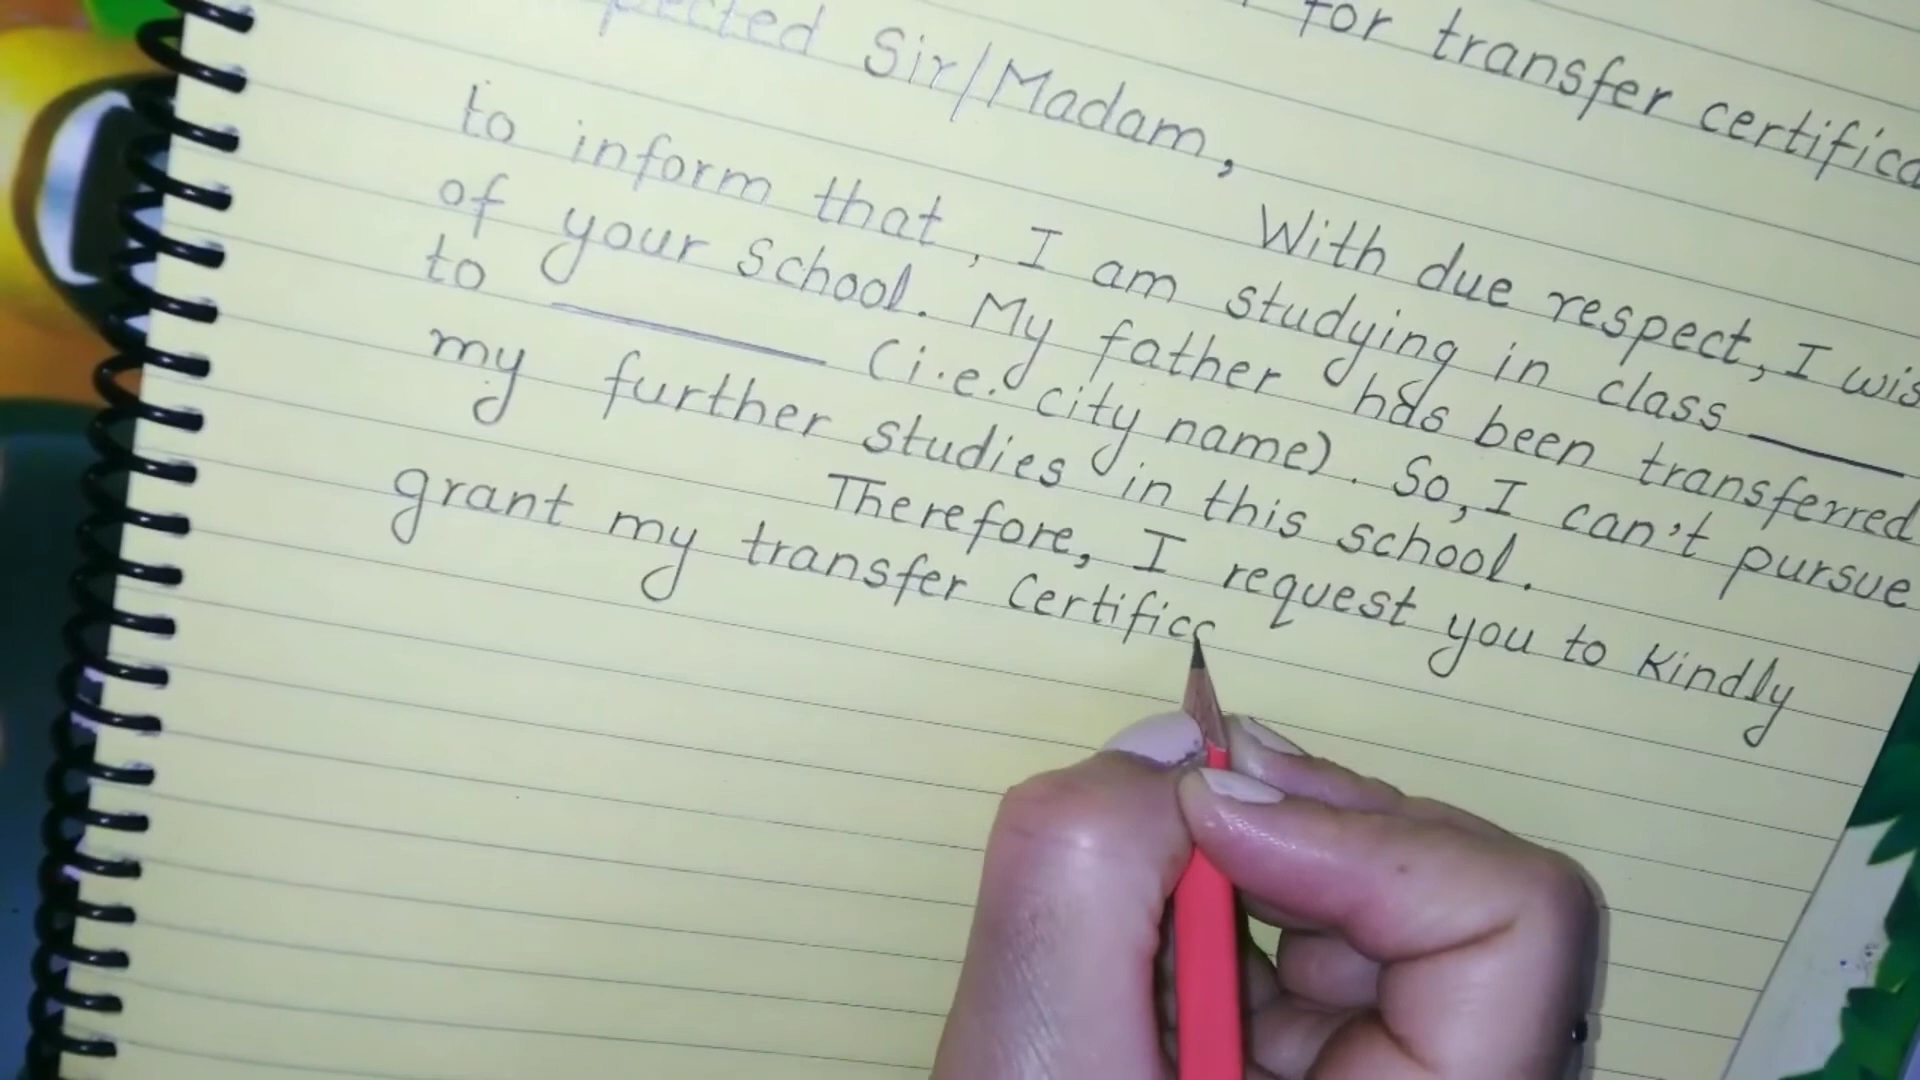 for transfer certifica
pected Sir/Madam,
With due respect, I wis
to inform that, I am studying in class ____
of your School. My father has been transferred
to ____ (i.e. city name). So, I can't pursue
my further studies in this school.
Therefore, I request you to kindly
grant my transfer Certifica